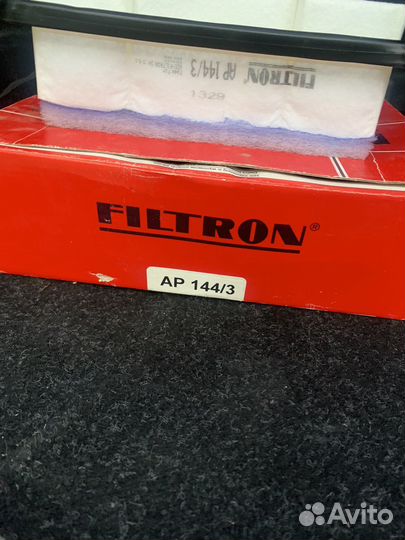 FILTRON AP 144/3
1329
FILTRON®
AP 144/3
Avito